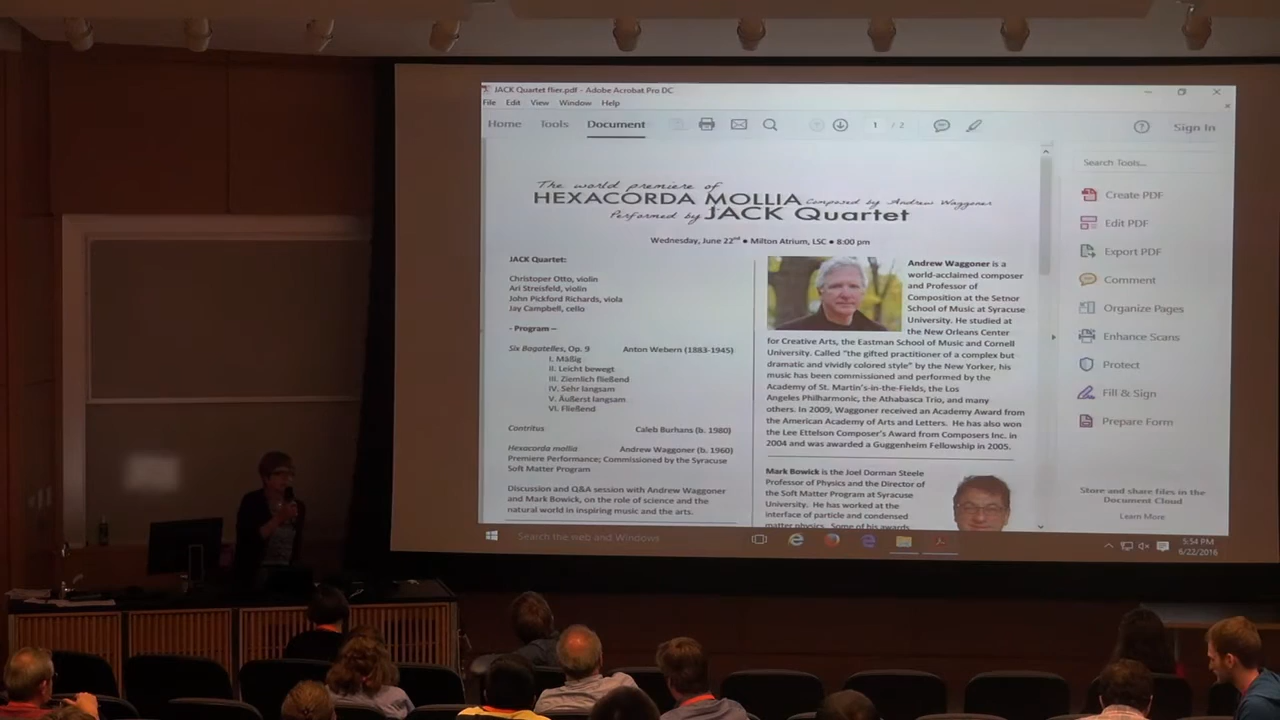 JACK Quartet flier.pdf - Adobe Acrobat Pro DC
File Edit View Window Help
Home Tools Document 1 / 2 Sign In
The world premiere of
HEXACORDA MOLLIA Composed by Andrew Waggoner
Performed by JACK Quartet
Wednesday, June 22nd • Milton Atrium, LSC • 8:00 pm
JACK Quartet:
Christoper Otto, violin
Ari Streisfeld, violin
John Pickford Richards, viola
Jay Campbell, cello
- Program –
Six Bagatelles, Op. 9 Anton Webern (1883-1945)
I. Mäßig
II. Leicht bewegt
III. Ziemlich fließend
IV. Sehr langsam
V. Äußerst langsam
VI. Fließend
Contritus Caleb Burhans (b. 1980)
Hexacorda mollia Andrew Waggoner (b. 1960)
Premiere Performance; Commissioned by the Syracuse
Soft Matter Program
Discussion and Q&A session with Andrew Waggoner
and Mark Bowick, on the role of science and the
natural world in inspiring music and the arts.
Andrew Waggoner is a
world-acclaimed composer
and Professor of
Composition at the Setnor
School of Music at Syracuse
University. He studied at
the New Orleans Center
for Creative Arts, the Eastman School of Music and Cornell
University. Called "the gifted practitioner of a complex but
dramatic and vividly colored style" by the New Yorker, his
music has been commissioned and performed by the
Academy of St. Martin's-in-the-Fields, the Los
Angeles Philharmonic, the Athabasca Trio, and many
others. In 2009, Waggoner received an Academy Award from
the American Academy of Arts and Letters. He has also won
the Lee Ettelson Composer's Award from Composers Inc. in
2004 and was awarded a Guggenheim Fellowship in 2005.
Mark Bowick is the Joel Dorman Steele
Professor of Physics and the Director of
the Soft Matter Program at Syracuse
University. He has worked at the
interface of particle and condensed
matter physics. Some of his awards
Search Tools...
Create PDF
Edit PDF
Export PDF
Comment
Organize Pages
Enhance Scans
Protect
Fill & Sign
Prepare Form
Store and share files in the
Document Cloud
Learn More
Search the web and Windows
5:54 PM
6/22/2016